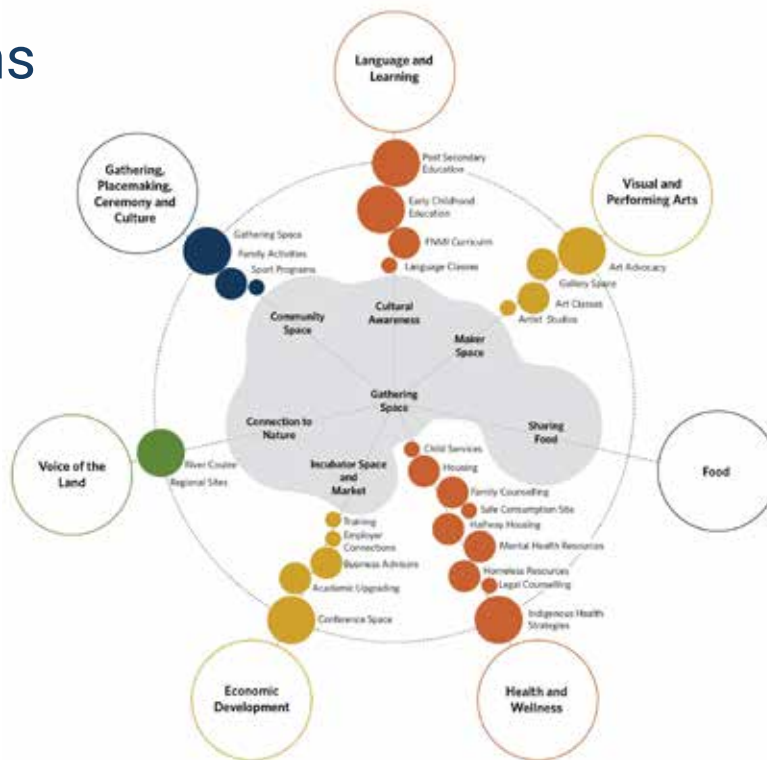 ns
Language and
Learning
Gathering,
Placemaking,
Ceremony and
Culture
Visual and
Performing Arts
Post Secondary
Education
Early Childhood
Education
FNMI Curriculm
Language Classes
Gathering Space
Family Activities
Sport Programs
Art Advocacy
Gallery Space
Art Classes
Artist Studios
Community
Space
Cultural
Awareness
Maker
Space
Gathering
Space
Connection to
Nature
Sharing
Food
Incubator Space
and
Market
Voice of the
Land
River Course
Regional Sites
Food
Child Services
Housing
Family Counselling
Safe Consumption Site
Halfway Housing
Mental Health Resources
Homeless Resources
Legal Counselling
Indigenous Health
Strategies
Training
Employer
Connections
Business Advisors
Academic Upgrading
Conference Space
Economic
Development
Health and
Wellness